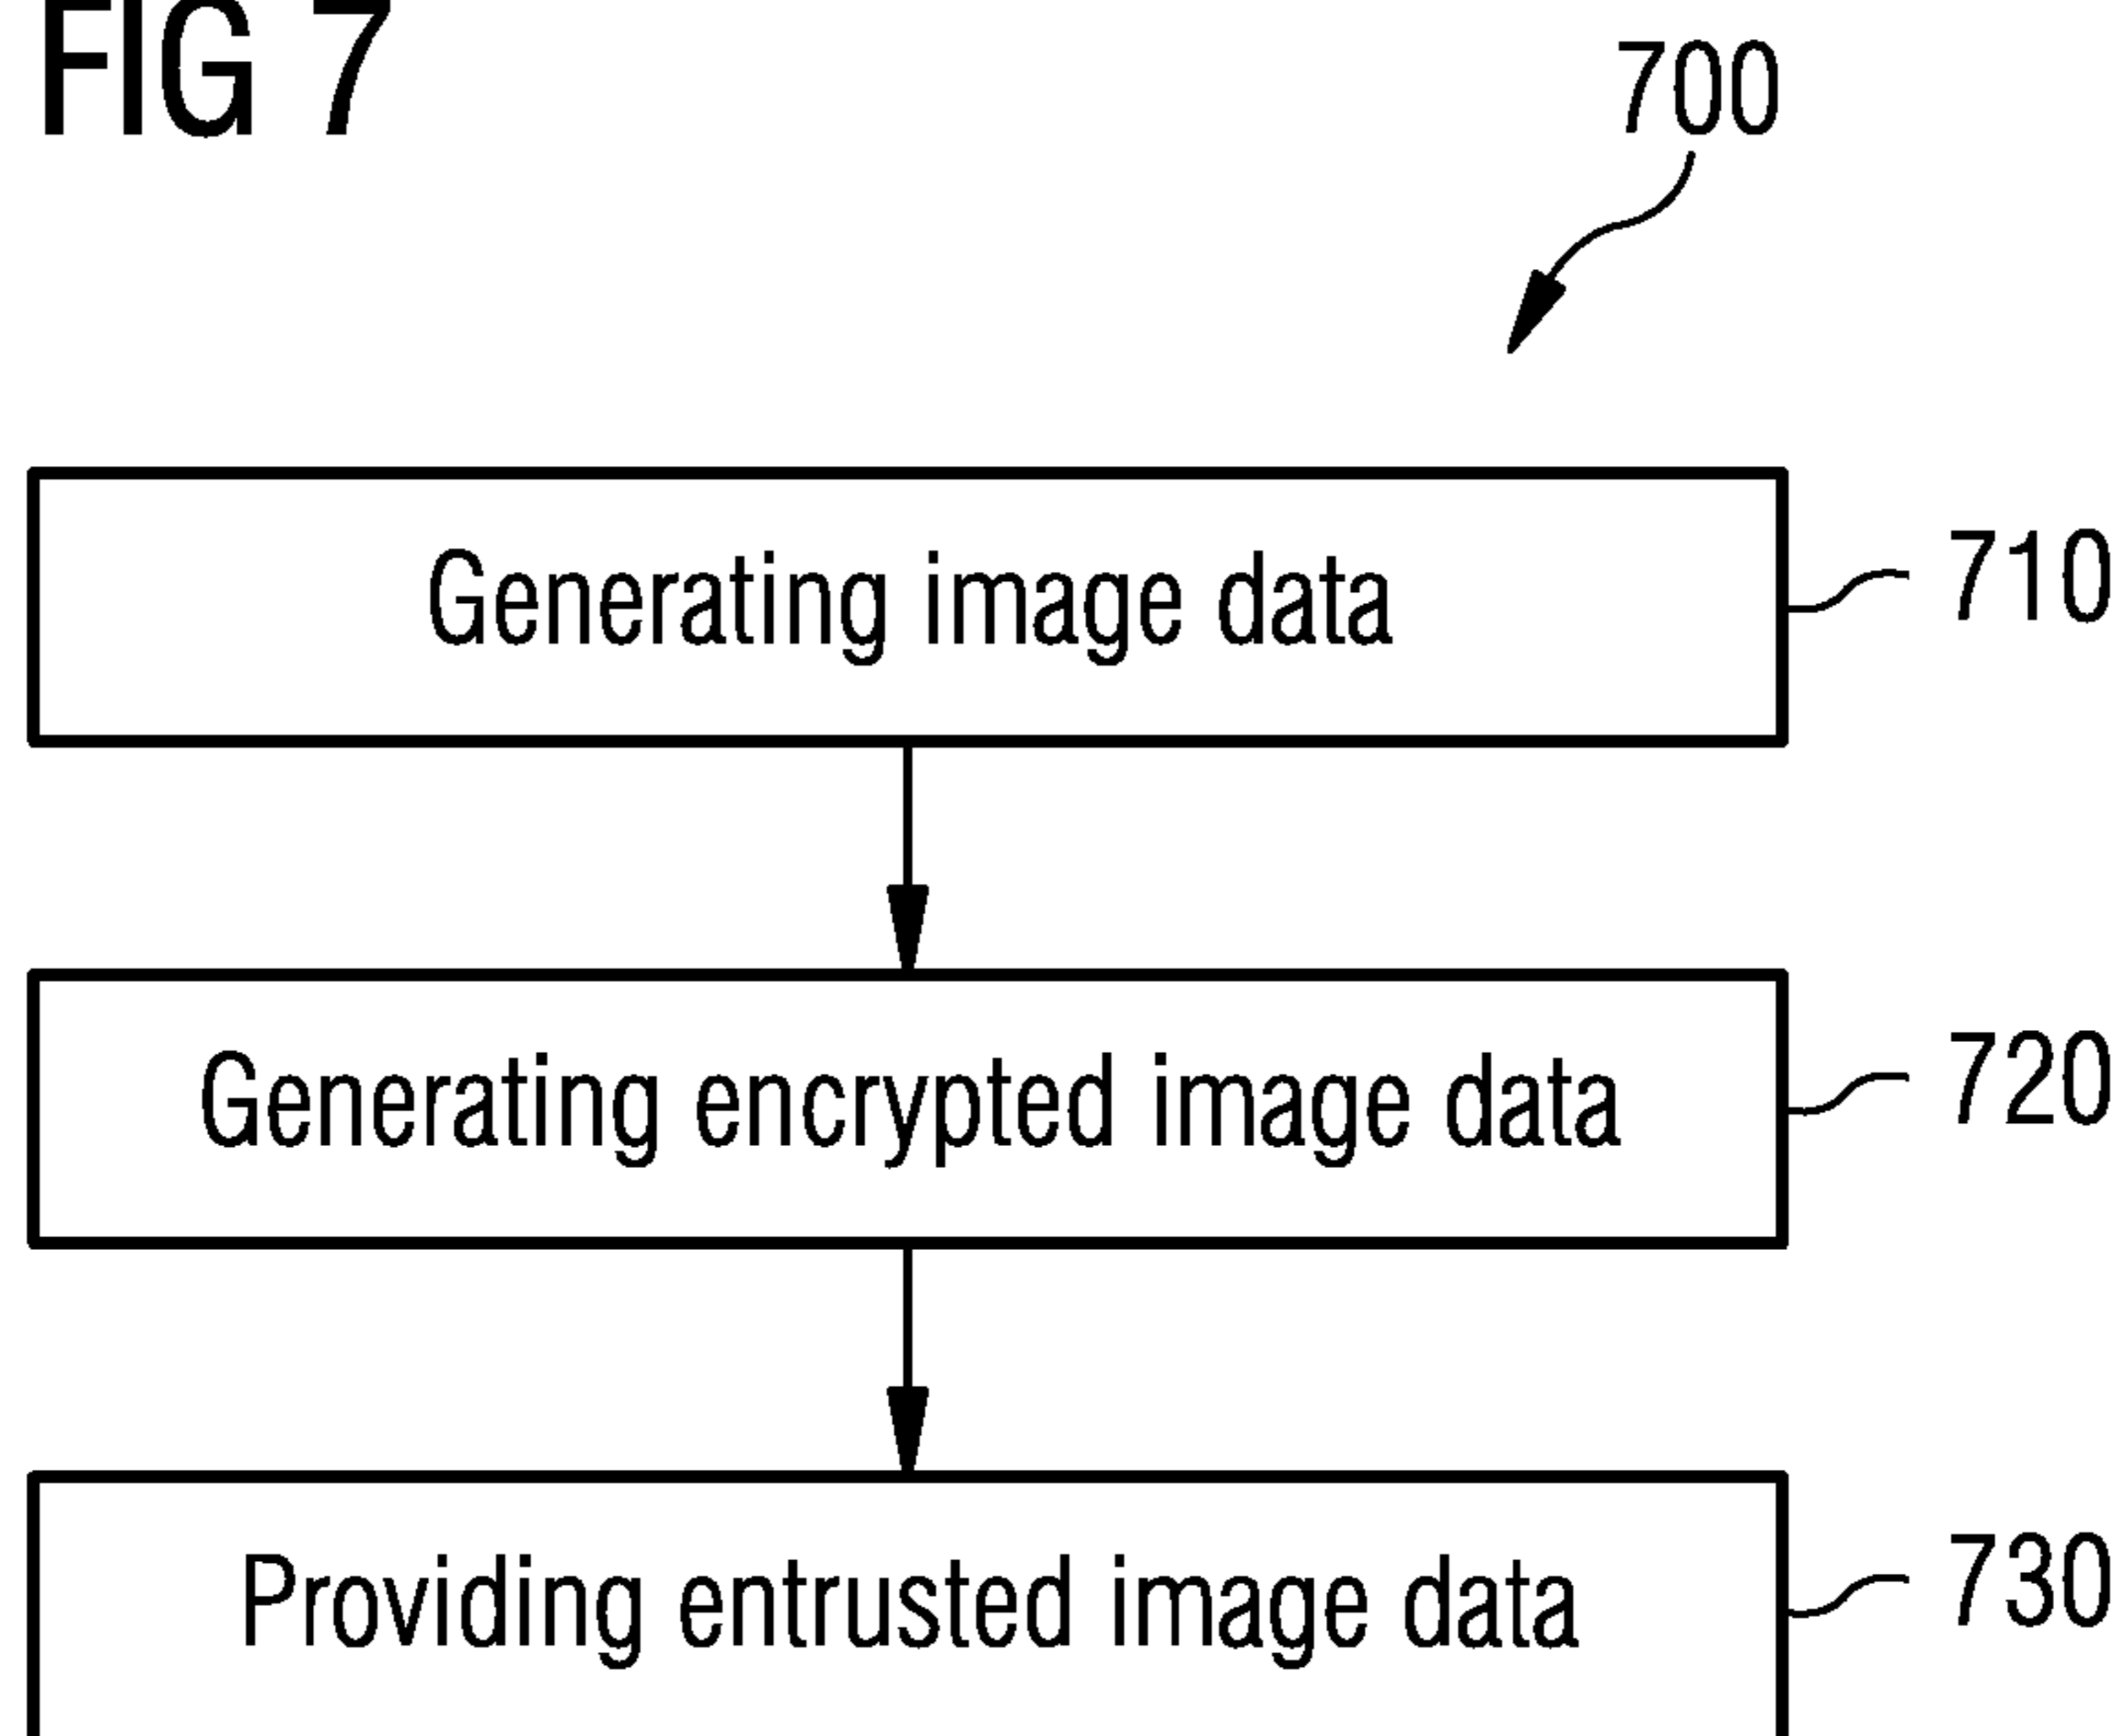 FIG 7
700
Generating image data
710
Generating encrypted image data
720
Providing entrusted image data
730